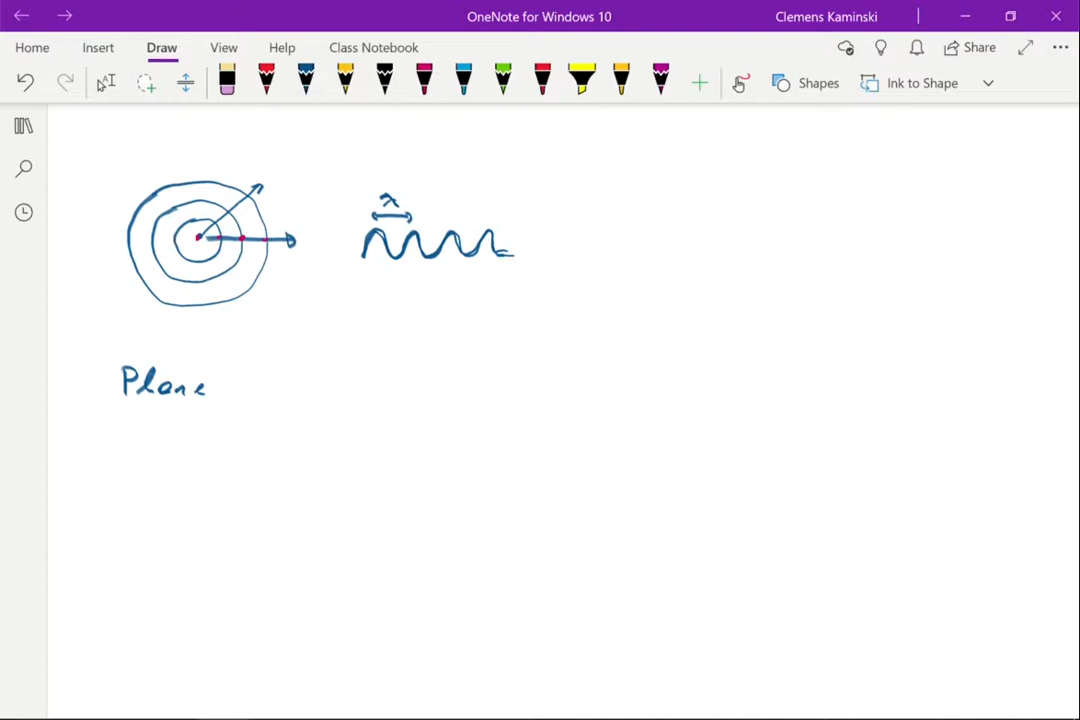 OneNote for Windows 10
Clemens Kaminski
Home Insert Draw View Help Class Notebook Share
Shapes Ink to Shape
λ
Plane